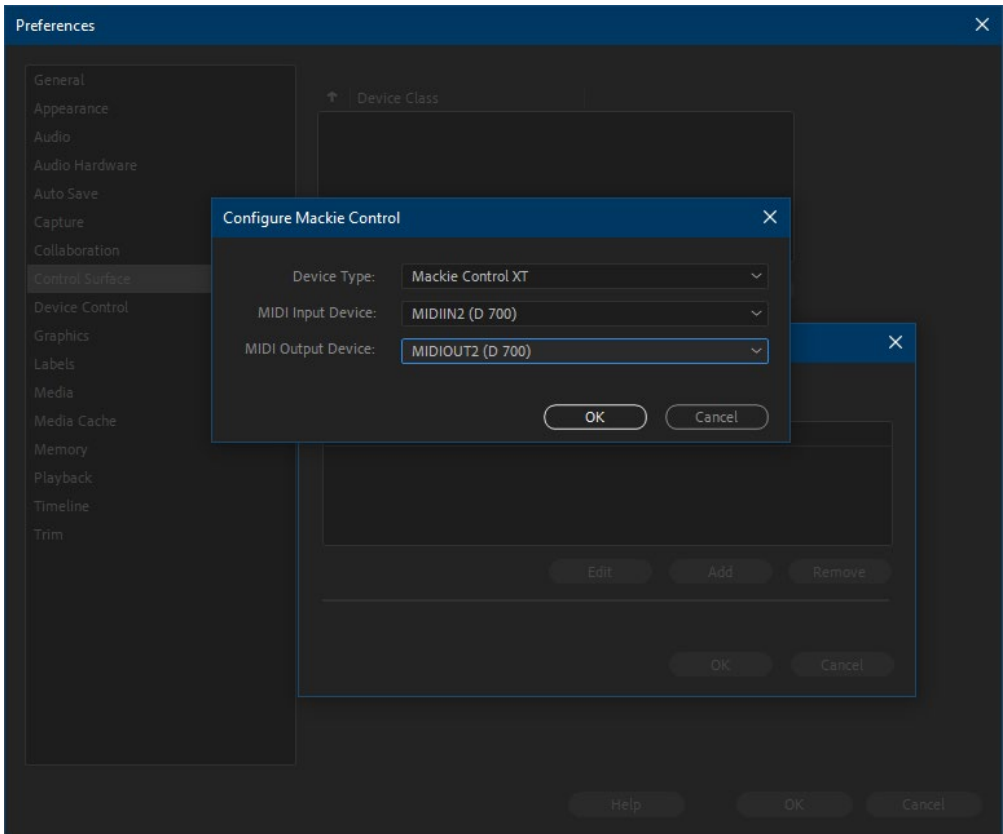 Preferences
General
Appearance
Audio
Audio Hardware
Auto Save
Capture
Collaboration
Control Surface
Device Control
Graphics
Labels
Media
Media Cache
Memory
Playback
Timeline
Trim
Device Class
Configure Mackie Control
Device Type: Mackie Control XT
MIDI Input Device: MIDIIN2 (D 700)
MIDI Output Device: MIDIOUT2 (D 700)
OK Cancel
Edit Add Remove
OK Cancel
Help OK Cancel